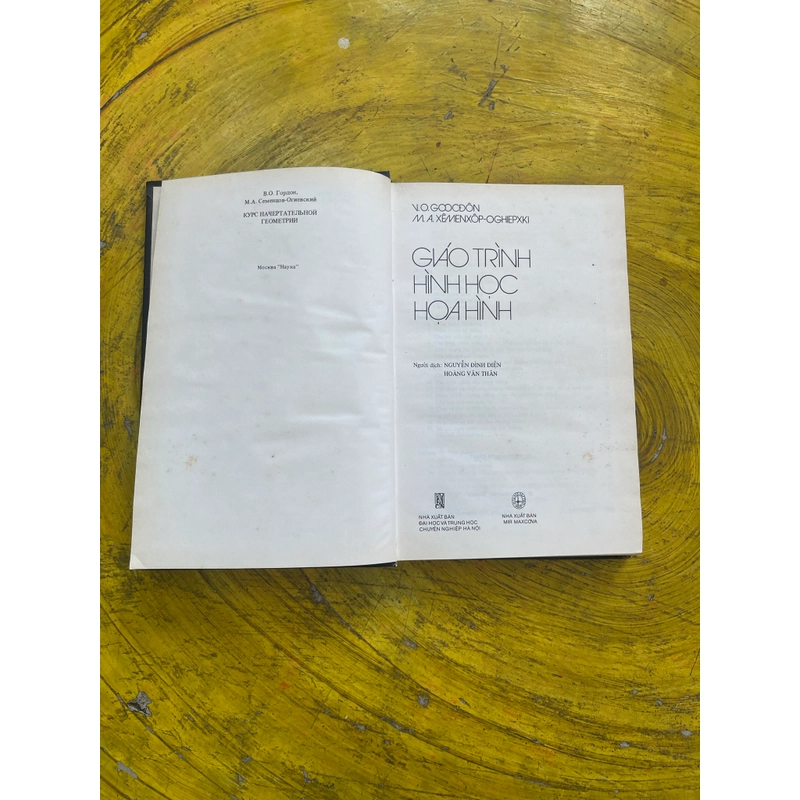 В.О. Гордон,
М.А. Семенцов-Огиевский
КУРС НАЧЕРТАТЕЛЬНОЙ
ГЕОМЕТРИИ
Москва "Наука"
V. O. GOOCĐÔN
M. A. XÊMENXÔP-OGHIEPXKI
GIÁO TRÌNH
HÌNH HỌC
HỌA HÌNH
Người dịch: NGUYỄN ĐÌNH ĐIỆN
HOÀNG VĂN THÂN
NHÀ XUẤT BẢN
ĐẠI HỌC VÀ TRUNG HỌC
CHUYÊN NGHIỆP HÀ NỘI
NHÀ XUẤT BẢN
MIR MAXCƠVA